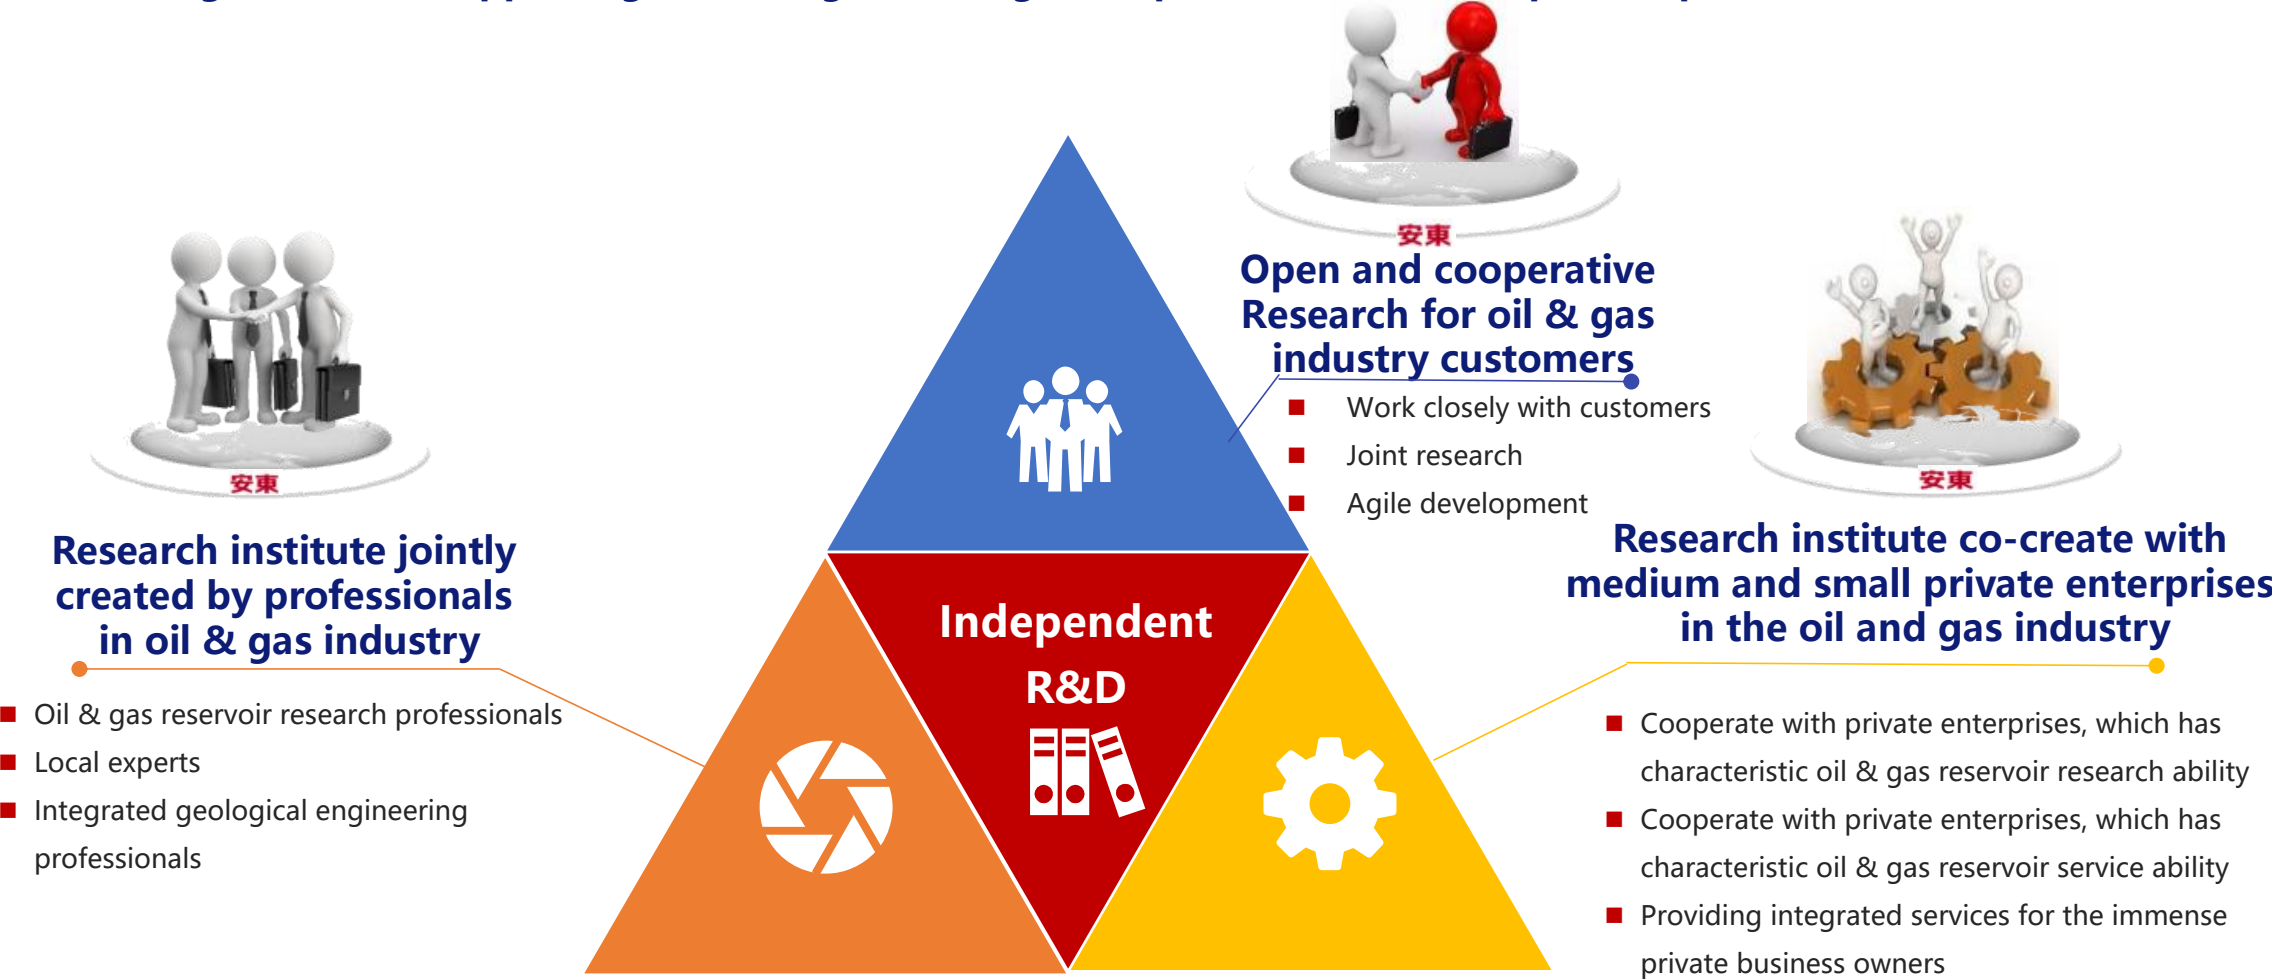 安東
Open and cooperative
Research for oil & gas
industry customers
■ Work closely with customers
■ Joint research
■ Agile development
安東
Research institute jointly
created by professionals
in oil & gas industry
■ Oil & gas reservoir research professionals
■ Local experts
■ Integrated geological engineering
professionals
Independent
R&D
安東
Research institute co-create with
medium and small private enterprises
in the oil and gas industry
■ Cooperate with private enterprises, which has
characteristic oil & gas reservoir research ability
■ Cooperate with private enterprises, which has
characteristic oil & gas reservoir service ability
■ Providing integrated services for the immense
private business owners